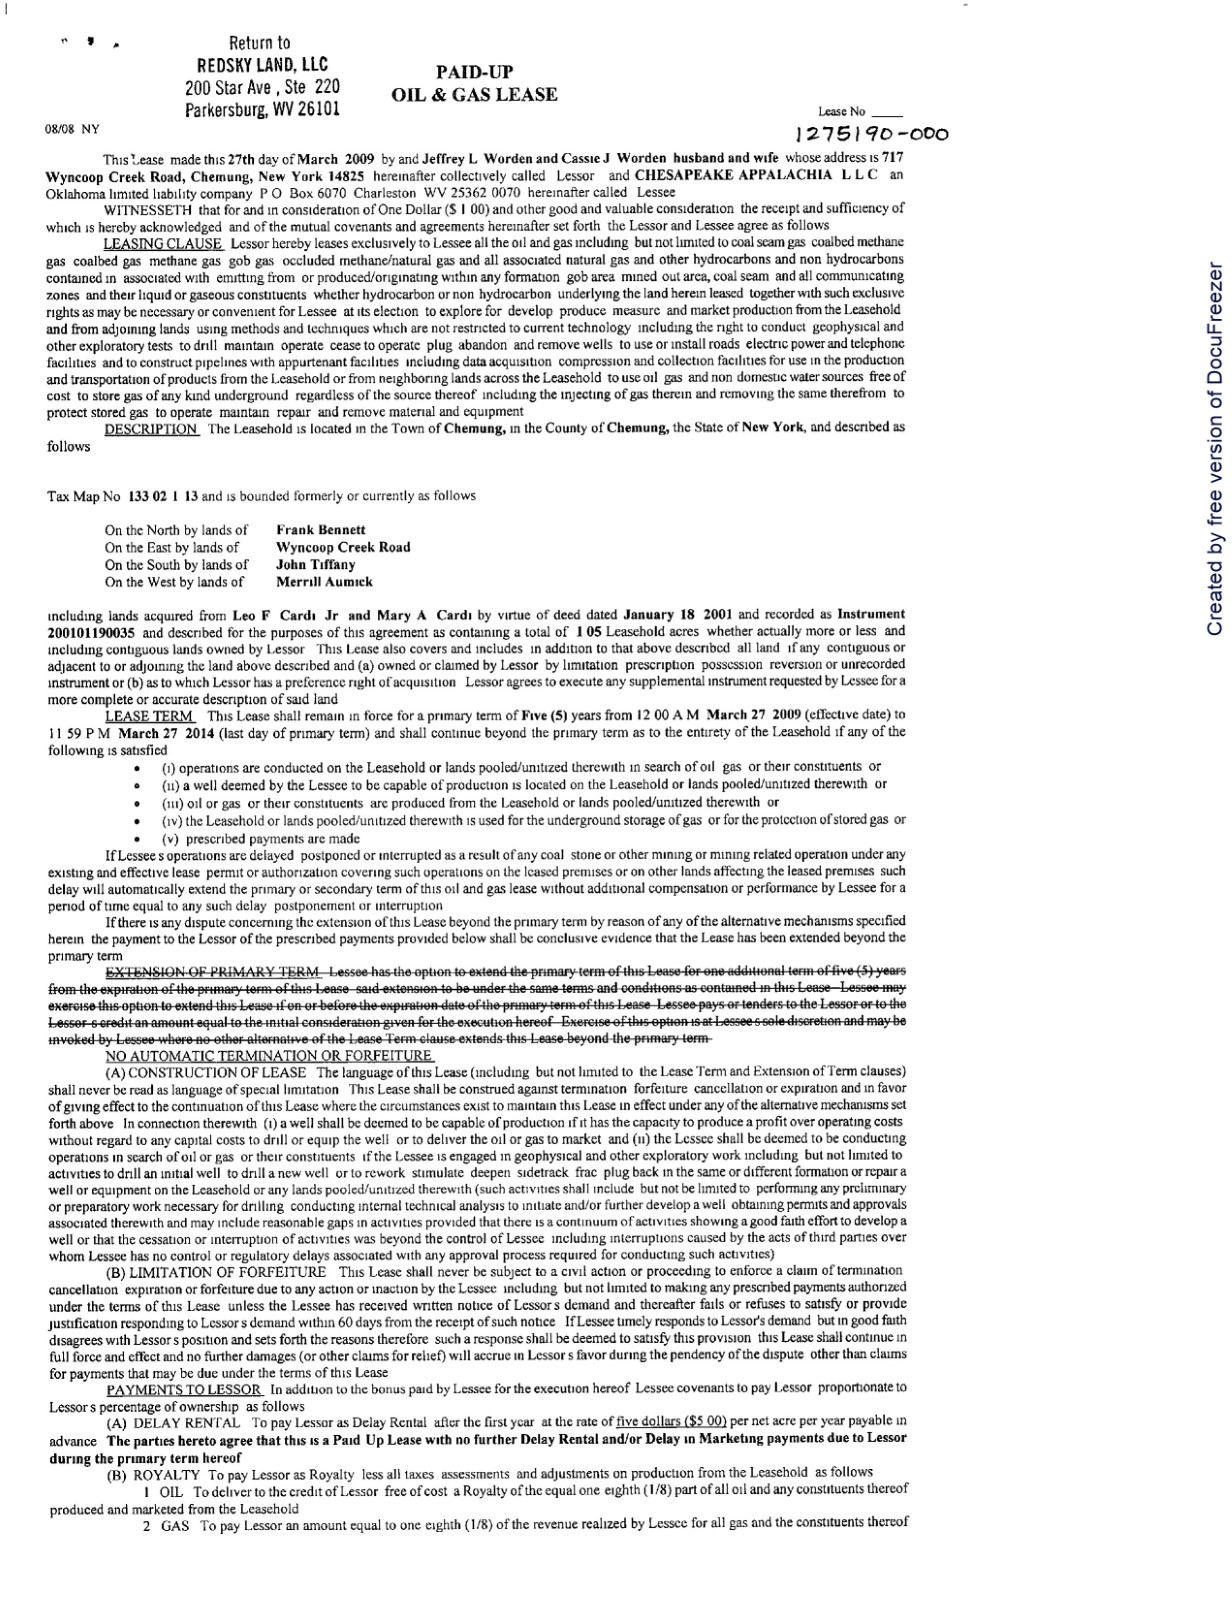 Return to
REDSKY LAND, LLC
200 Star Ave , Ste 220
Parkersburg, WV 26101
PAID-UP
OIL & GAS LEASE
Lease No ____
1275190-000
08/08 NY
This Lease made this 27th day of March 2009 by and Jeffrey L Worden and Cassie J Worden husband and wife whose address is 717
Wyncoop Creek Road, Chemung, New York 14825 hereinafter collectively called Lessor and CHESAPEAKE APPALACHIA L L C an
Oklahoma limited liability company P O Box 6070 Charleston WV 25362 0070 hereinafter called Lessee
WITNESSETH that for and in consideration of One Dollar ($ 1 00) and other good and valuable consideration the receipt and sufficiency of
which is hereby acknowledged and of the mutual covenants and agreements hereinafter set forth the Lessor and Lessee agree as follows
LEASING CLAUSE Lessor hereby leases exclusively to Lessee all the oil and gas including but not limited to coal seam gas coalbed methane
gas coalbed gas methane gas gob gas occluded methane/natural gas and all associated natural gas and other hydrocarbons and non hydrocarbons
contained in associated with emitting from or produced/originating within any formation gob area mined out area, coal seam and all communicating
zones and their liquid or gaseous constituents whether hydrocarbon or non hydrocarbon underlying the land herein leased together with such exclusive
rights as may be necessary or convenient for Lessee at its election to explore for develop produce measure and market production from the Leasehold
and from adjoining lands using methods and techniques which are not restricted to current technology including the right to conduct geophysical and
other exploratory tests to drill maintain operate cease to operate plug abandon and remove wells to use or install roads electric power and telephone
facilities and to construct pipelines with appurtenant facilities including data acquisition compression and collection facilities for use in the production
and transportation of products from the Leasehold or from neighboring lands across the Leasehold to use oil gas and non domestic water sources free of
cost to store gas of any kind underground regardless of the source thereof including the injecting of gas therein and removing the same therefrom to
protect stored gas to operate maintain repair and remove material and equipment
DESCRIPTION The Leasehold is located in the Town of Chemung, in the County of Chemung, the State of New York, and described as
follows
Tax Map No 133 02 1 13 and is bounded formerly or currently as follows
On the North by lands of Frank Bennett
On the East by lands of Wyncoop Creek Road
On the South by lands of John Tiffany
On the West by lands of Merrill Aumick
including lands acquired from Leo F Cardi Jr and Mary A Cardi by virtue of deed dated January 18 2001 and recorded as Instrument
200101190035 and described for the purposes of this agreement as containing a total of 1 05 Leasehold acres whether actually more or less and
including contiguous lands owned by Lessor This Lease also covers and includes in addition to that above described all land if any contiguous or
adjacent to or adjoining the land above described and (a) owned or claimed by Lessor by limitation prescription possession reversion or unrecorded
instrument or (b) as to which Lessor has a preference right of acquisition Lessor agrees to execute any supplemental instrument requested by Lessee for a
more complete or accurate description of said land
LEASE TERM This Lease shall remain in force for a primary term of Five (5) years from 12 00 A M March 27 2009 (effective date) to
11 59 P M March 27 2014 (last day of primary term) and shall continue beyond the primary term as to the entirety of the Leasehold if any of the
following is satisfied
• (i) operations are conducted on the Leasehold or lands pooled/unitized therewith in search of oil gas or their constituents or
• (ii) a well deemed by the Lessee to be capable of production is located on the Leasehold or lands pooled/unitized therewith or
• (iii) oil or gas or their constituents are produced from the Leasehold or lands pooled/unitized therewith or
• (iv) the Leasehold or lands pooled/unitized therewith is used for the underground storage of gas or for the protection of stored gas or
• (v) prescribed payments are made
If Lessee s operations are delayed postponed or interrupted as a result of any coal stone or other mining or mining related operation under any
existing and effective lease permit or authorization covering such operations on the leased premises or on other lands affecting the leased premises such
delay will automatically extend the primary or secondary term of this oil and gas lease without additional compensation or performance by Lessee for a
period of time equal to any such delay postponement or interruption
If there is any dispute concerning the extension of this Lease beyond the primary term by reason of any of the alternative mechanisms specified
herein the payment to the Lessor of the prescribed payments provided below shall be conclusive evidence that the Lease has been extended beyond the
primary term
EXTENSION OF PRIMARY TERM Lessee has the option to extend the primary term of this Lease for one additional term of five (5) years
from the expiration of the primary term of this Lease said extension to be under the same terms and conditions as contained in this Lease Lessee may
exercise this option to extend this Lease if on or before the expiration date of the primary term of this Lease Lessee pays or tenders to the Lessor or to the
Lessor s credit an amount equal to the initial consideration given for the execution hereof Exercise of this option is at Lessee s sole discretion and may be
invoked by Lessee where no other alternative of the Lease Term clause extends this Lease beyond the primary term
NO AUTOMATIC TERMINATION OR FORFEITURE
(A) CONSTRUCTION OF LEASE The language of this Lease (including but not limited to the Lease Term and Extension of Term clauses)
shall never be read as language of special limitation This Lease shall be construed against termination forfeiture cancellation or expiration and in favor
of giving effect to the continuation of this Lease where the circumstances exist to maintain this Lease in effect under any of the alternative mechanisms set
forth above In connection therewith (i) a well shall be deemed to be capable of production if it has the capacity to produce a profit over operating costs
without regard to any capital costs to drill or equip the well or to deliver the oil or gas to market and (ii) the Lessee shall be deemed to be conducting
operations in search of oil or gas or their constituents if the Lessee is engaged in geophysical and other exploratory work including but not limited to
activities to drill an initial well to drill a new well or to rework stimulate deepen sidetrack frac plug back in the same or different formation or repair a
well or equipment on the Leasehold or any lands pooled/unitized therewith (such activities shall include but not be limited to performing any preliminary
or preparatory work necessary for drilling conducting internal technical analysis to initiate and/or further develop a well obtaining permits and approvals
associated therewith and may include reasonable gaps in activities provided that there is a continuum of activities showing a good faith effort to develop a
well or that the cessation or interruption of activities was beyond the control of Lessee including interruptions caused by the acts of third parties over
whom Lessee has no control or regulatory delays associated with any approval process required for conducting such activities)
(B) LIMITATION OF FORFEITURE This Lease shall never be subject to a civil action or proceeding to enforce a claim of termination
cancellation expiration or forfeiture due to any action or inaction by the Lessee including but not limited to making any prescribed payments authorized
under the terms of this Lease unless the Lessee has received written notice of Lessor s demand and thereafter fails or refuses to satisfy or provide
justification responding to Lessor s demand within 60 days from the receipt of such notice If Lessee timely responds to Lessor's demand but in good faith
disagrees with Lessor s position and sets forth the reasons therefore such a response shall be deemed to satisfy this provision this Lease shall continue in
full force and effect and no further damages (or other claims for relief) will accrue in Lessor s favor during the pendency of the dispute other than claims
for payments that may be due under the terms of this Lease
PAYMENTS TO LESSOR In addition to the bonus paid by Lessee for the execution hereof Lessee covenants to pay Lessor proportionate to
Lessor s percentage of ownership as follows
(A) DELAY RENTAL To pay Lessor as Delay Rental after the first year at the rate of five dollars ($5 00) per net acre per year payable in
advance The parties hereto agree that this is a Paid Up Lease with no further Delay Rental and/or Delay in Marketing payments due to Lessor
during the primary term hereof
(B) ROYALTY To pay Lessor as Royalty less all taxes assessments and adjustments on production from the Leasehold as follows
1 OIL To deliver to the credit of Lessor free of cost a Royalty of the equal one eighth (1/8) part of all oil and any constituents thereof
produced and marketed from the Leasehold
2 GAS To pay Lessor an amount equal to one eighth (1/8) of the revenue realized by Lessee for all gas and the constituents thereof
Created by free version of DocuFreezer